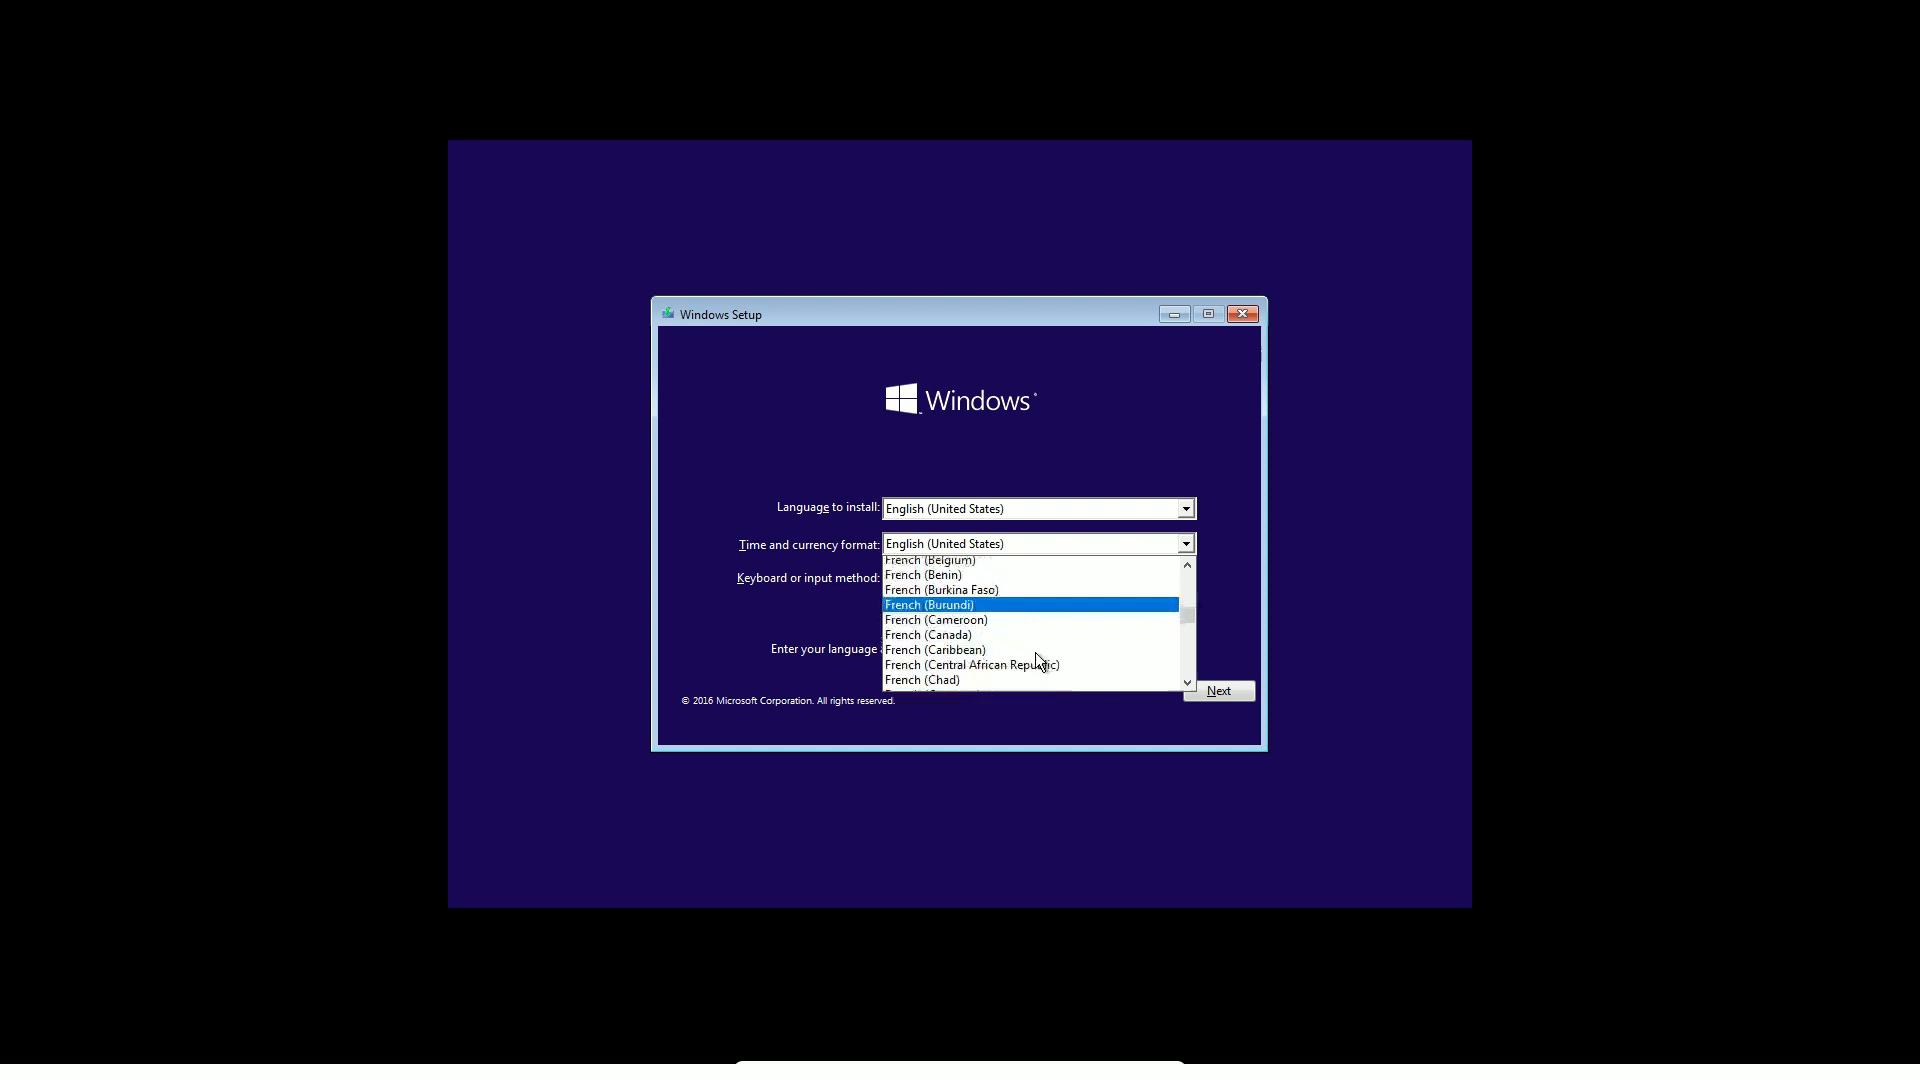 Windows Setup
Windows
Language to install: English (United States)
Time and currency format: English (United States)
French (Belgium)
French (Benin)
Keyboard or input method:
French (Burkina Faso)
French (Burundi)
French (Cameroon)
French (Canada)
Enter your language
French (Caribbean)
French (Central African Republic)
French (Chad)
Next
© 2016 Microsoft Corporation. All rights reserved.